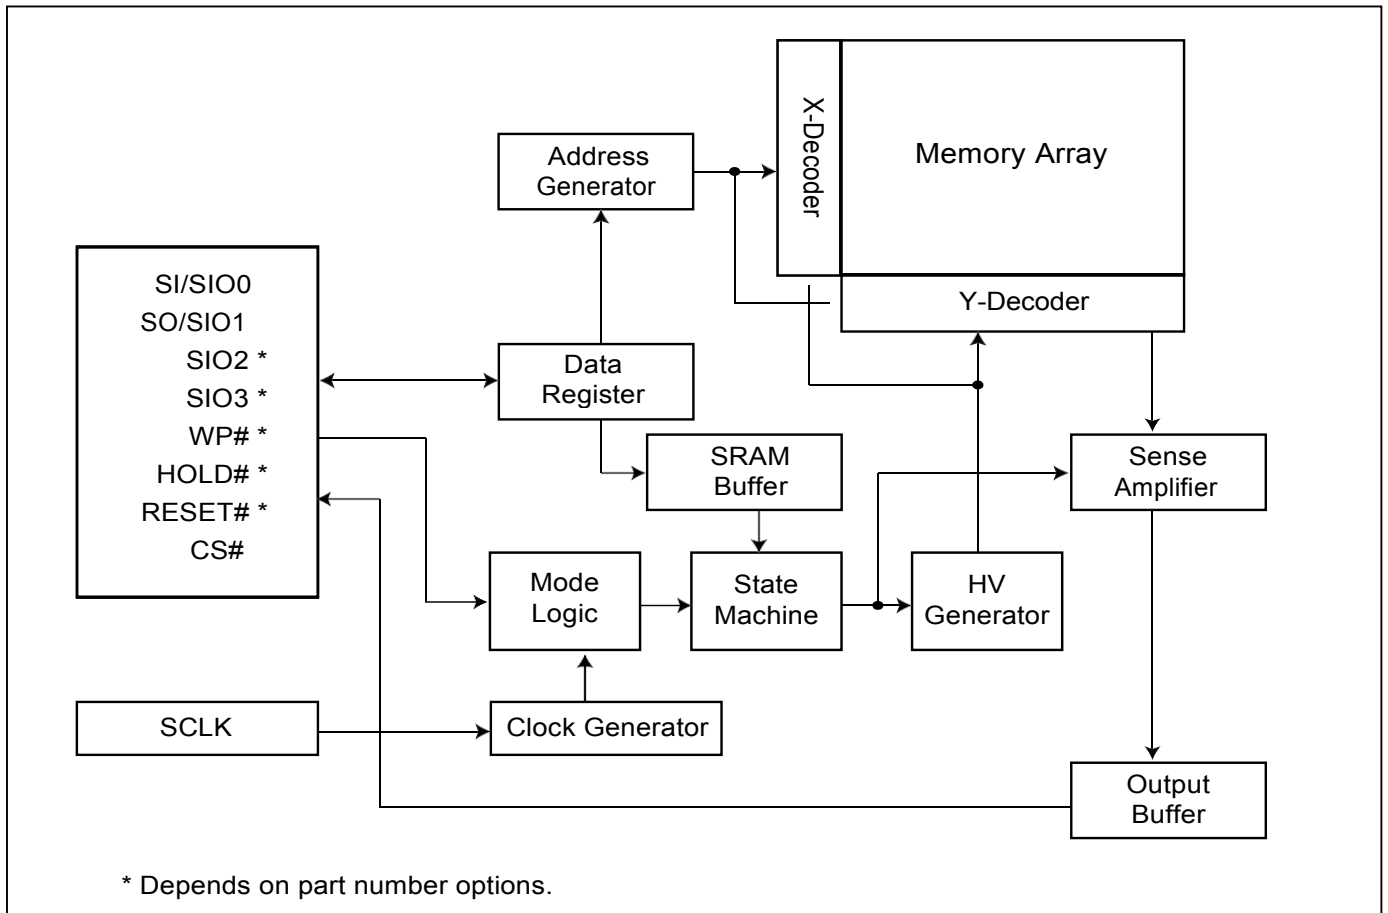 X-Decoder
Memory Array
Address
Generator
SI/SIO0
SO/SIO1
SIO2 *
SIO3 *
WP# *
HOLD# *
RESET# *
CS#
Y-Decoder
Data
Register
SRAM
Buffer
Sense
Amplifier
Mode
Logic
State
Machine
HV
Generator
SCLK
Clock Generator
Output
Buffer
* Depends on part number options.